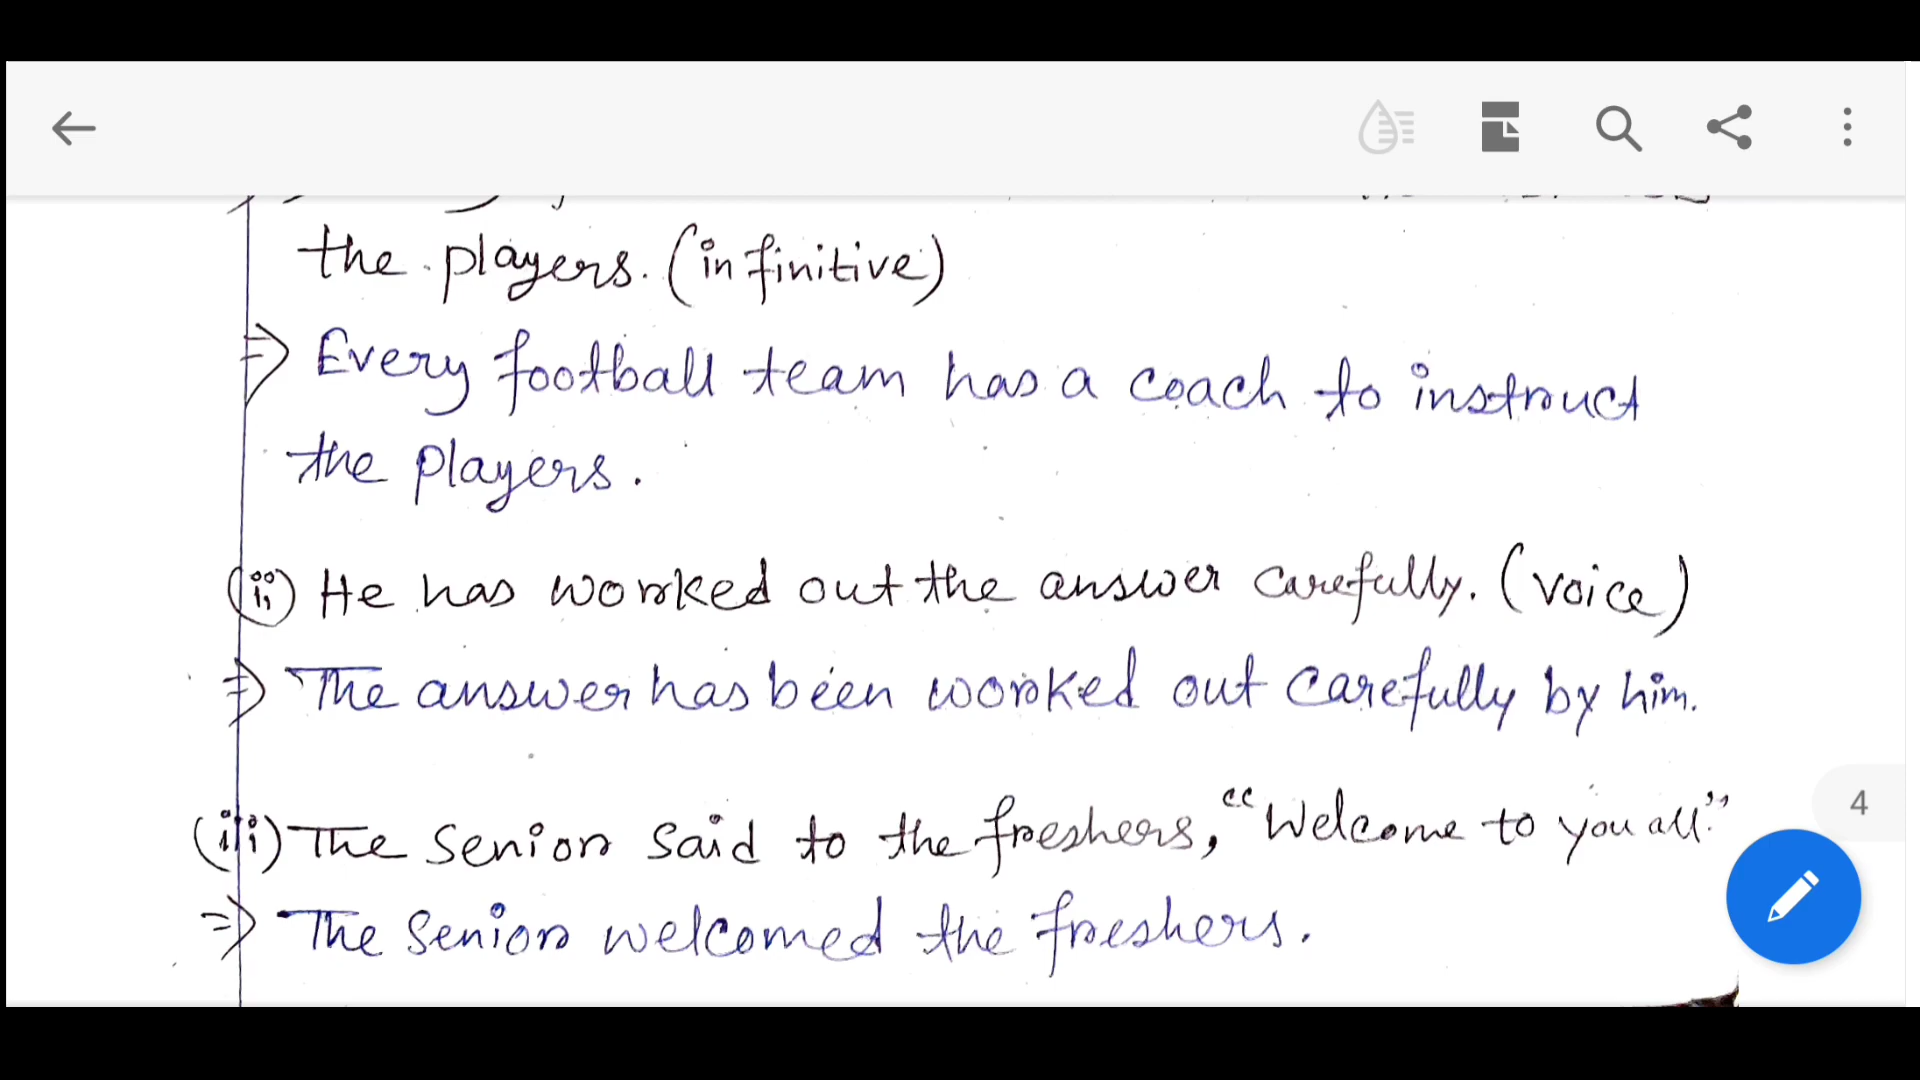 the players. (infinitive)
=> Every football team has a coach to instruct
the players.
(ii) He has worked out the answer carefully. (voice)
=> The answer has been worked out carefully by him.
(iii) The senior said to the freshers, "Welcome to you all."
4
=> The senior welcomed the freshers.